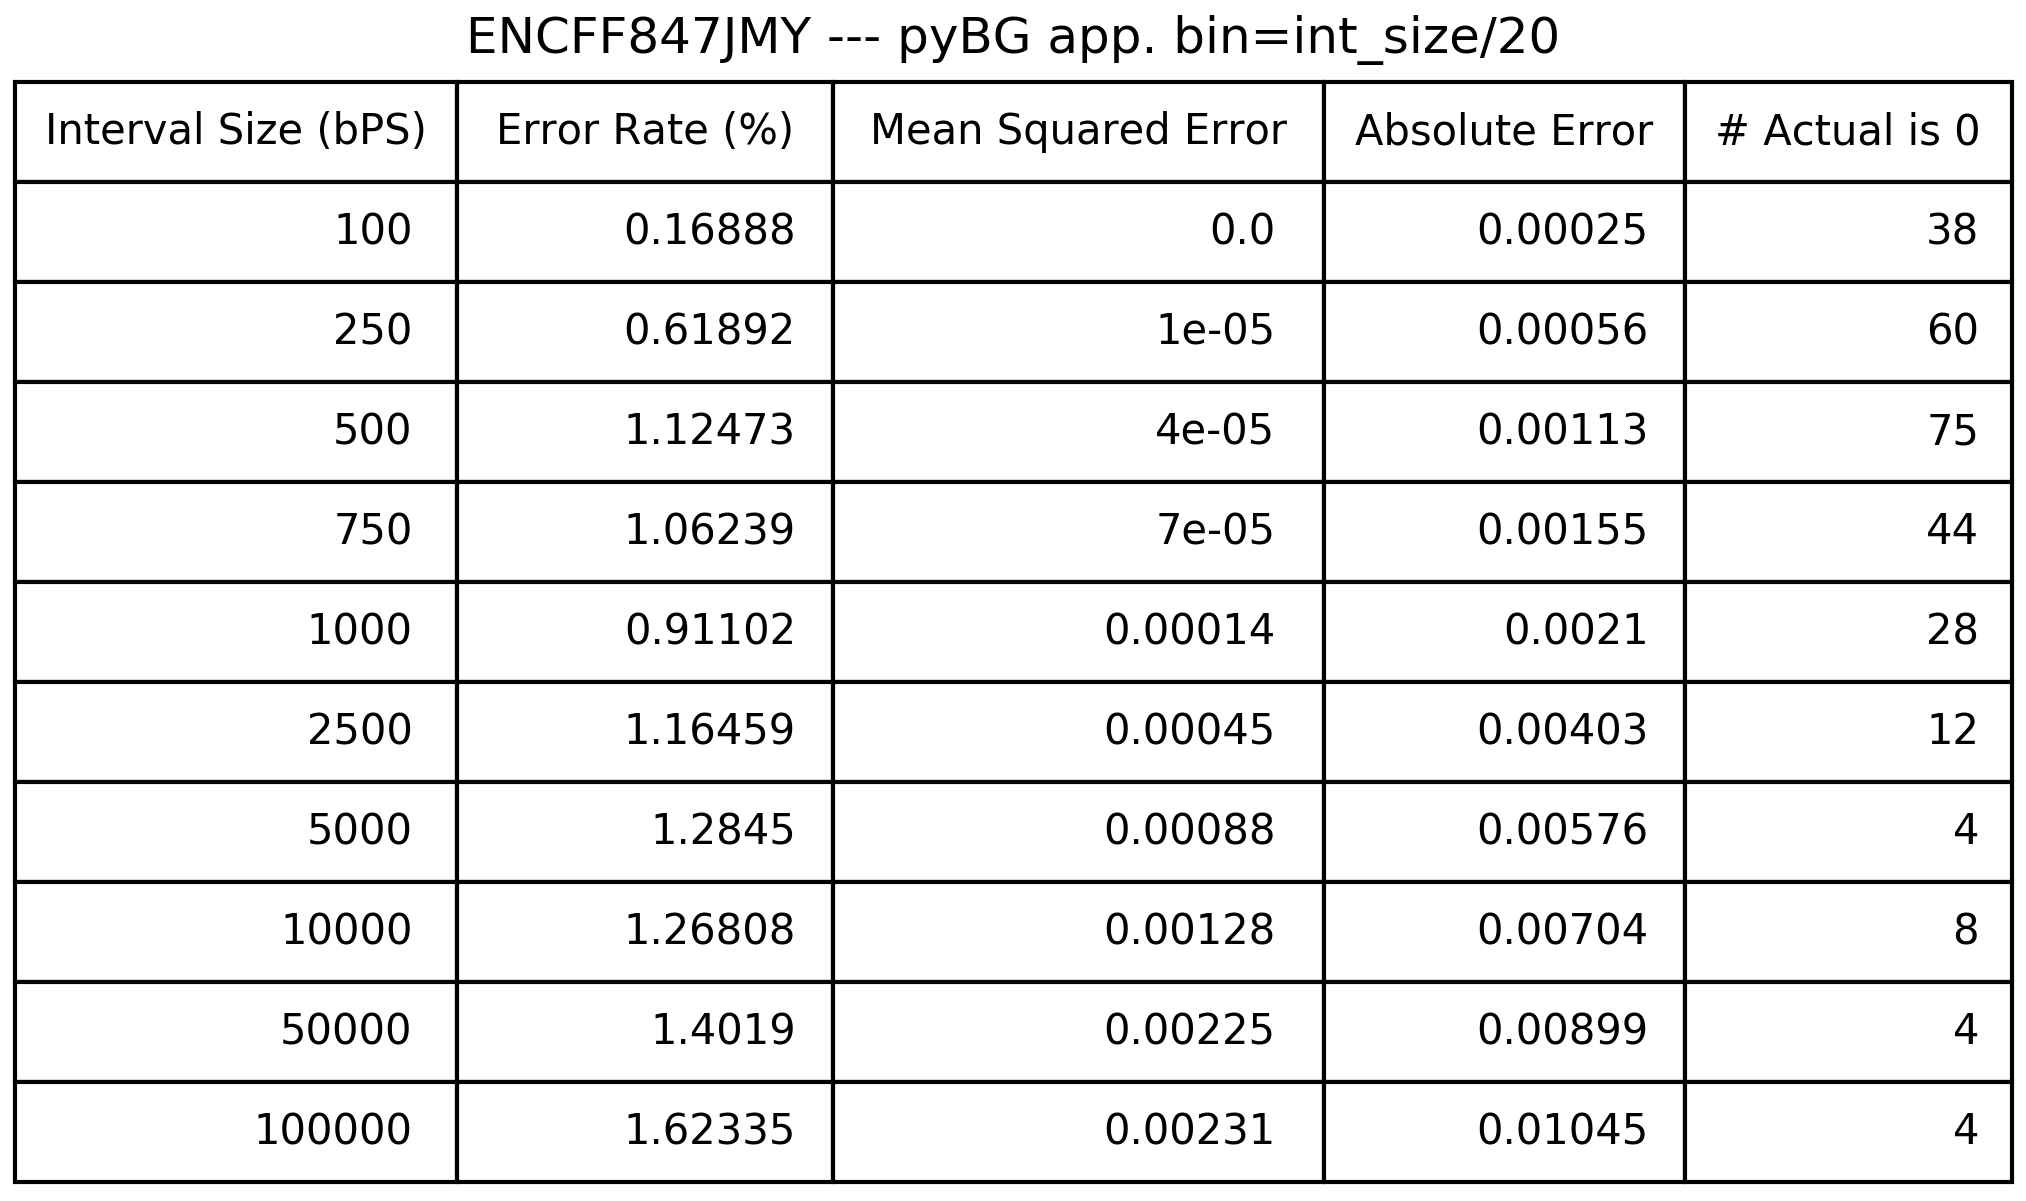 ENCFF847JMY --- pyBG app. bin=int_size/20
Interval Size (bPS) Error Rate (%) Mean Squared Error Absolute Error # Actual is 0
100 0.16888 0.0 0.00025 38
250 0.61892 1e-05 0.00056 60
500 1.12473 4e-05 0.00113 75
750 1.06239 7e-05 0.00155 44
1000 0.91102 0.00014 0.0021 28
2500 1.16459 0.00045 0.00403 12
5000 1.2845 0.00088 0.00576 4
10000 1.26808 0.00128 0.00704 8
50000 1.4019 0.00225 0.00899 4
100000 1.62335 0.00231 0.01045 4